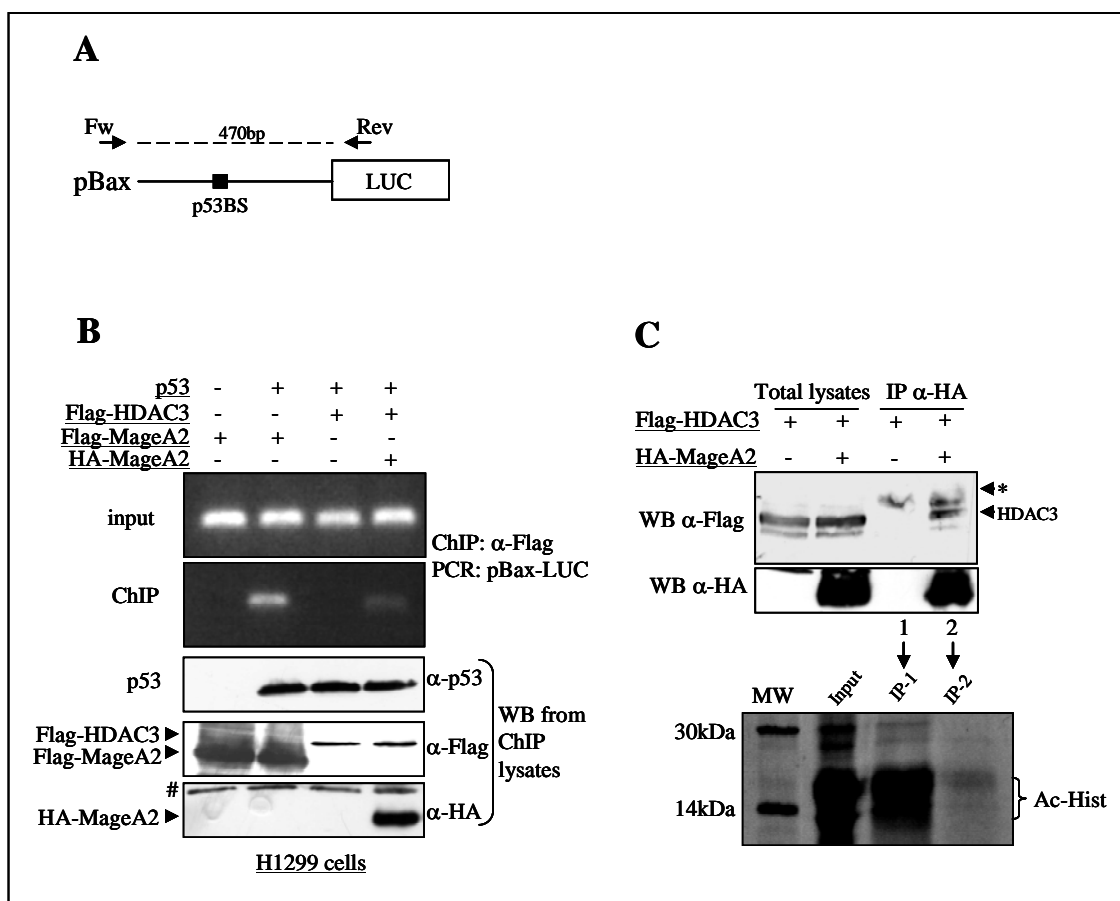 A
Fw
470bp
Rev
pBax
LUC
p53BS
B
p53 - + + +
Flag-HDAC3 - - + +
Flag-MageA2 + + - -
HA-MageA2 - - - +
input
ChIP: α-Flag
PCR: pBax-LUC
ChIP
p53
α-p53
Flag-HDAC3
Flag-MageA2
α-Flag
#
HA-MageA2
α-HA
WB from
ChIP
lysates
H1299 cells
C
Total lysates IP α-HA
Flag-HDAC3 + + + +
HA-MageA2 - + - +
*
WB α-Flag
HDAC3
WB α-HA
1 2
MW Input IP-1 IP-2
30kDa
14kDa
Ac-Hist